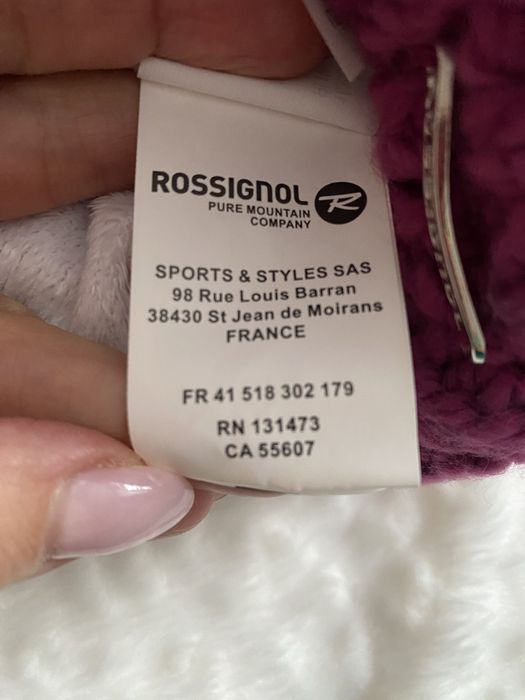 ROSSIGNOL
PURE MOUNTAIN
COMPANY
SPORTS & STYLES SAS
98 Rue Louis Barran
38430 St Jean de Moirans
FRANCE
FR 41 518 302 179
RN 131473
CA 55607